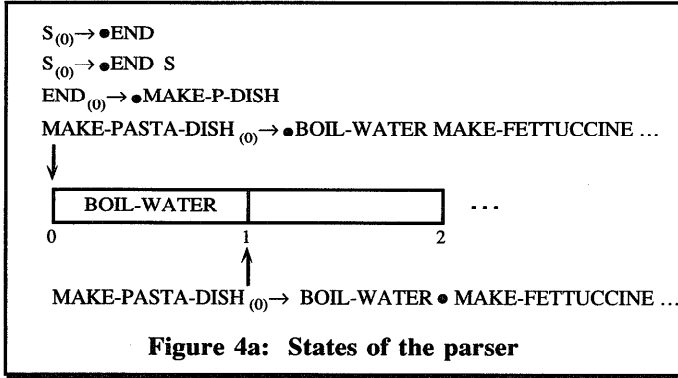 S (0) → •END
S (0) → •END S
END (0) → •MAKE-P-DISH
MAKE-PASTA-DISH (0) → •BOIL-WATER MAKE-FETTUCCINE ...
BOIL-WATER
...
0 1 2
MAKE-PASTA-DISH (0) → BOIL-WATER • MAKE-FETTUCCINE ...
Figure 4a: States of the parser